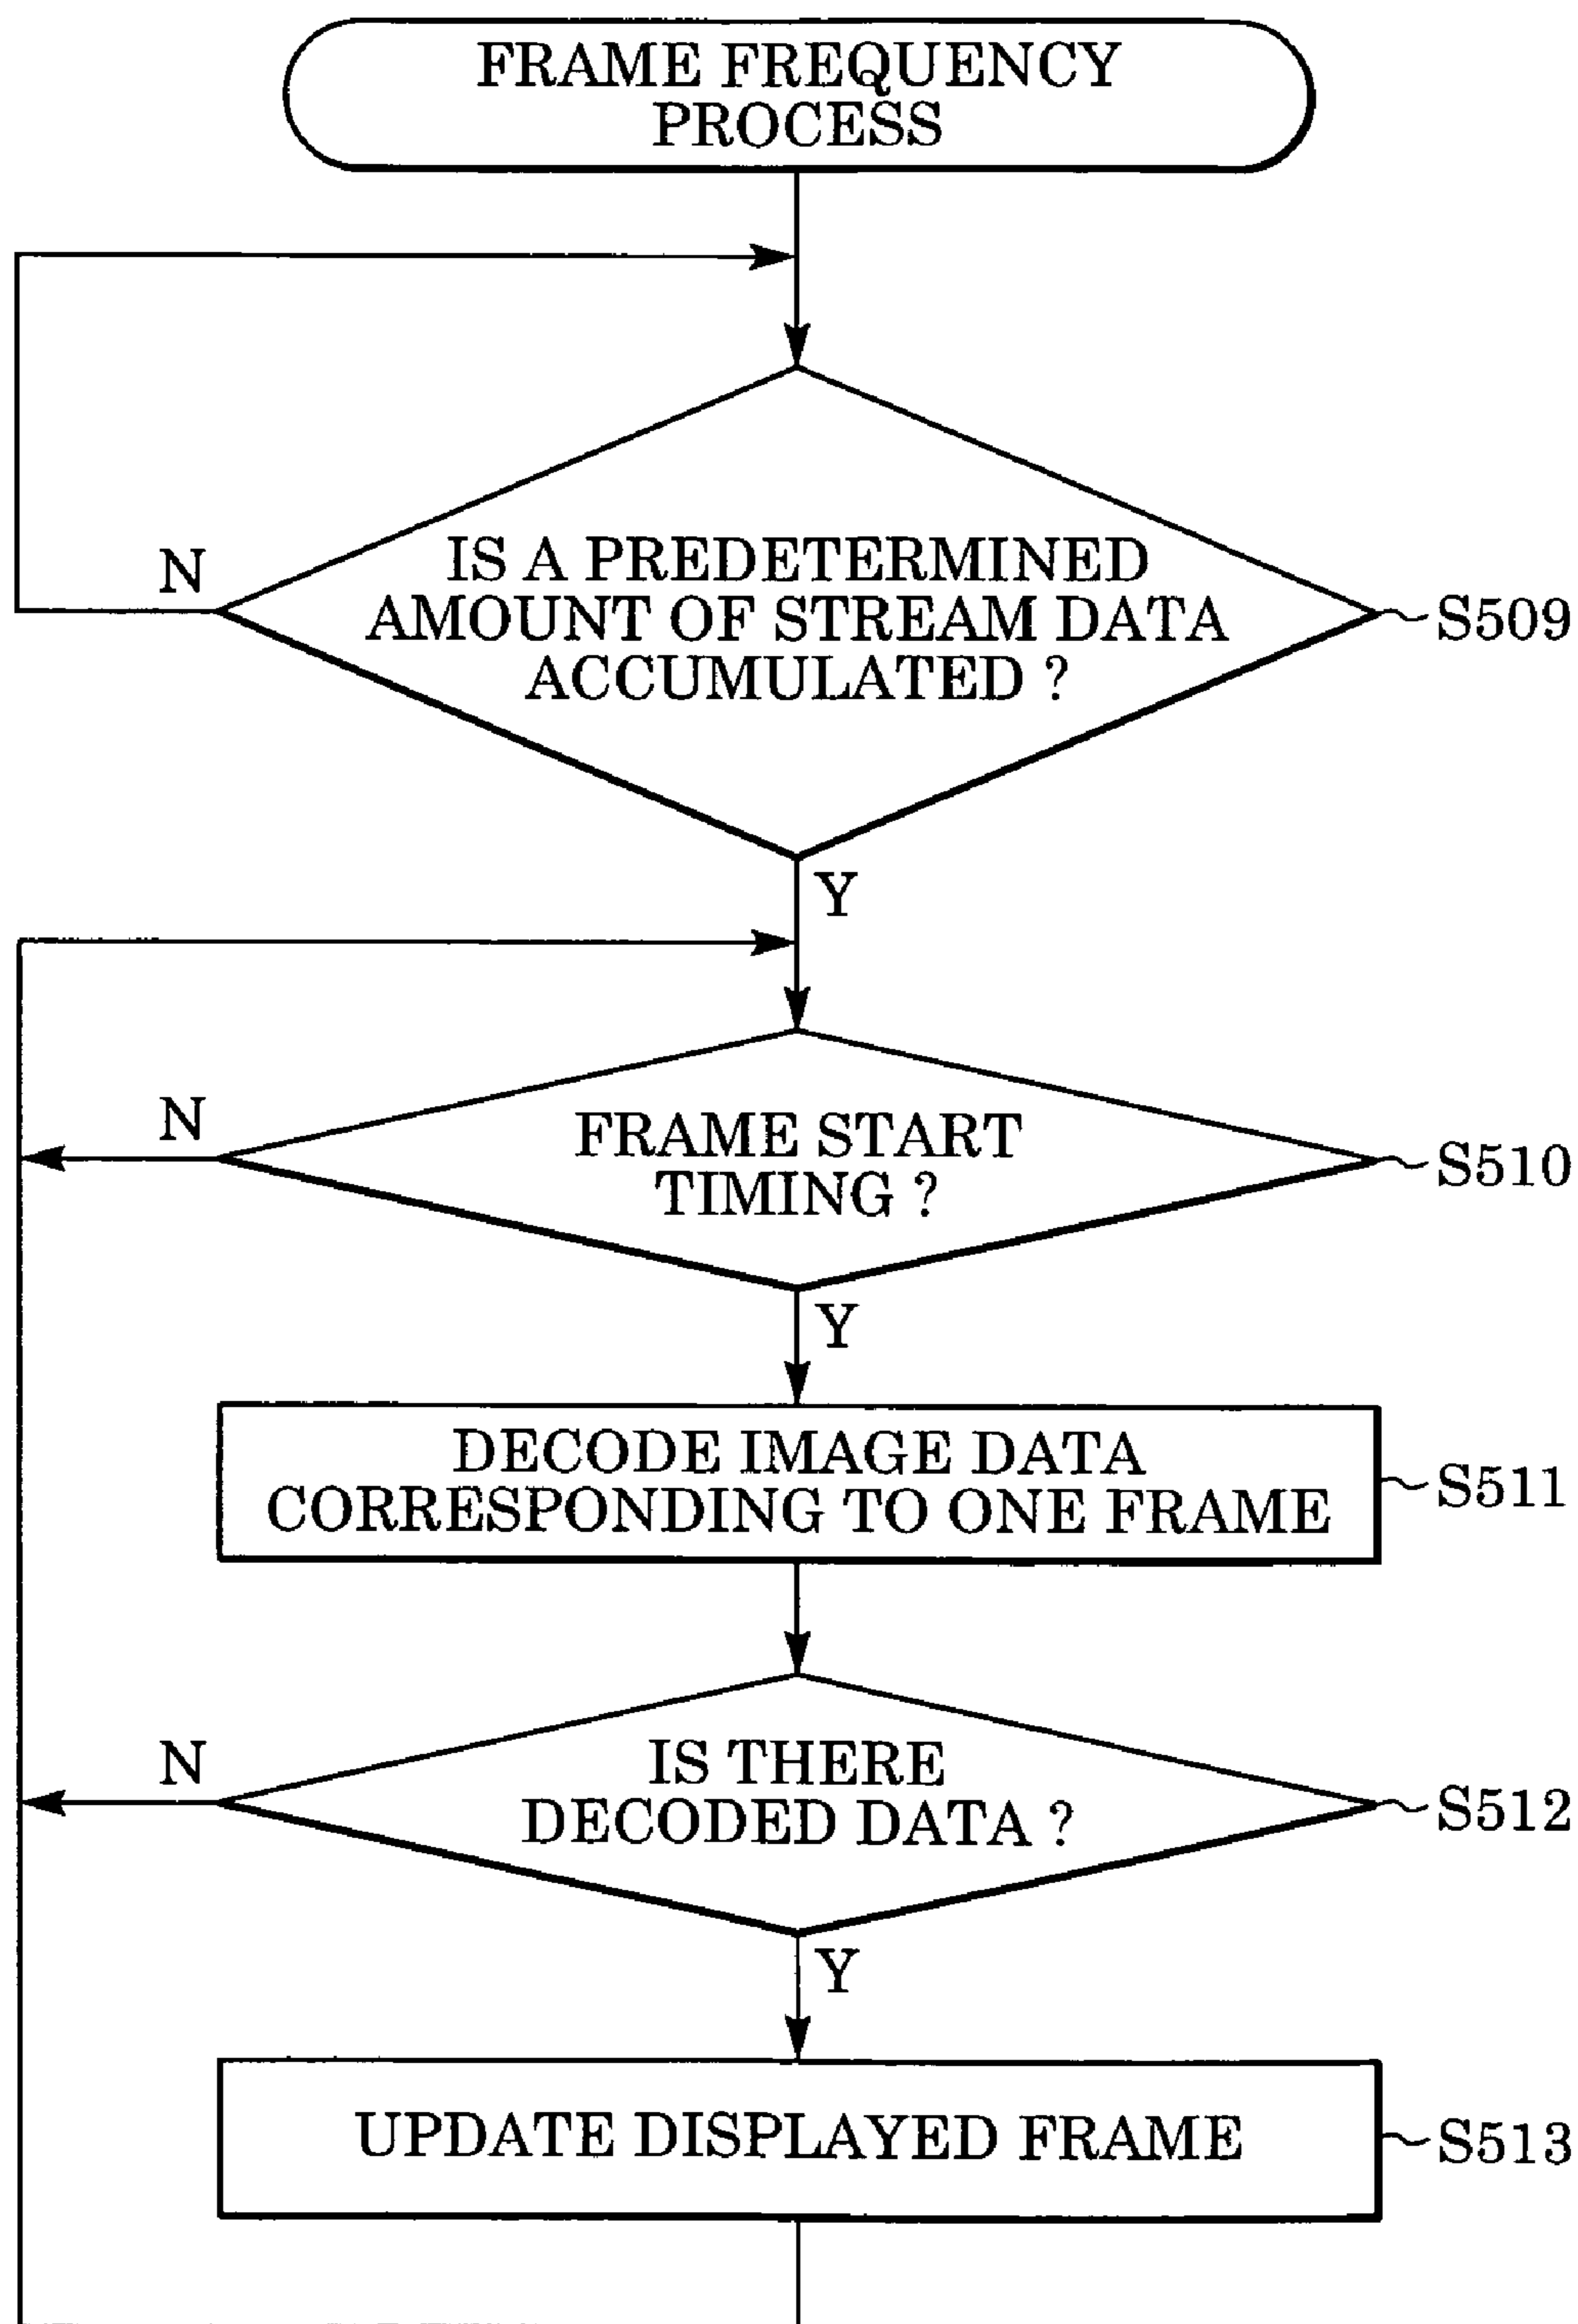 FRAME FREQUENCY
PROCESS
N
IS A PREDETERMINED
AMOUNT OF STREAM DATA
ACCUMULATED ?
S509
Y
N
FRAME START
TIMING ?
S510
Y
DECODE IMAGE DATA
CORRESPONDING TO ONE FRAME
S511
N
IS THERE
DECODED DATA ?
S512
Y
UPDATE DISPLAYED FRAME
S513